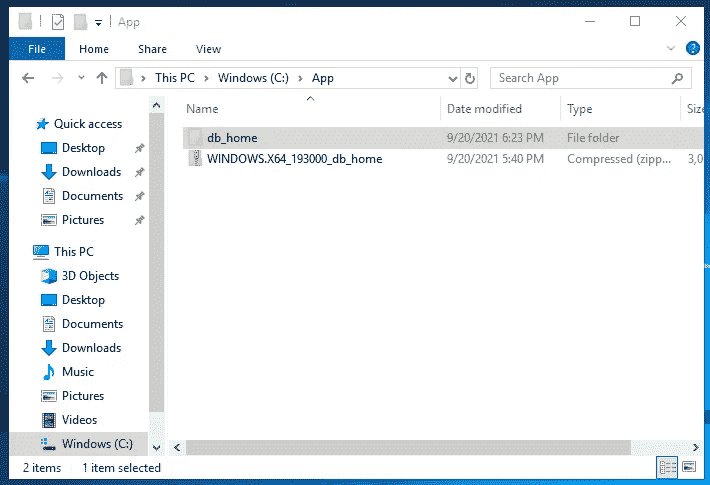 App
File Home Share View
This PC Windows (C:) App Search App
Name Date modified Type Size
Quick access
Desktop
Downloads
Documents
Pictures
This PC
3D Objects
Desktop
Documents
Downloads
Music
Pictures
Videos
Windows (C:)
db_home 9/20/2021 6:23 PM File folder
WINDOWS.X64_193000_db_home 9/20/2021 5:40 PM Compressed (zipp... 3,0
2 items 1 item selected